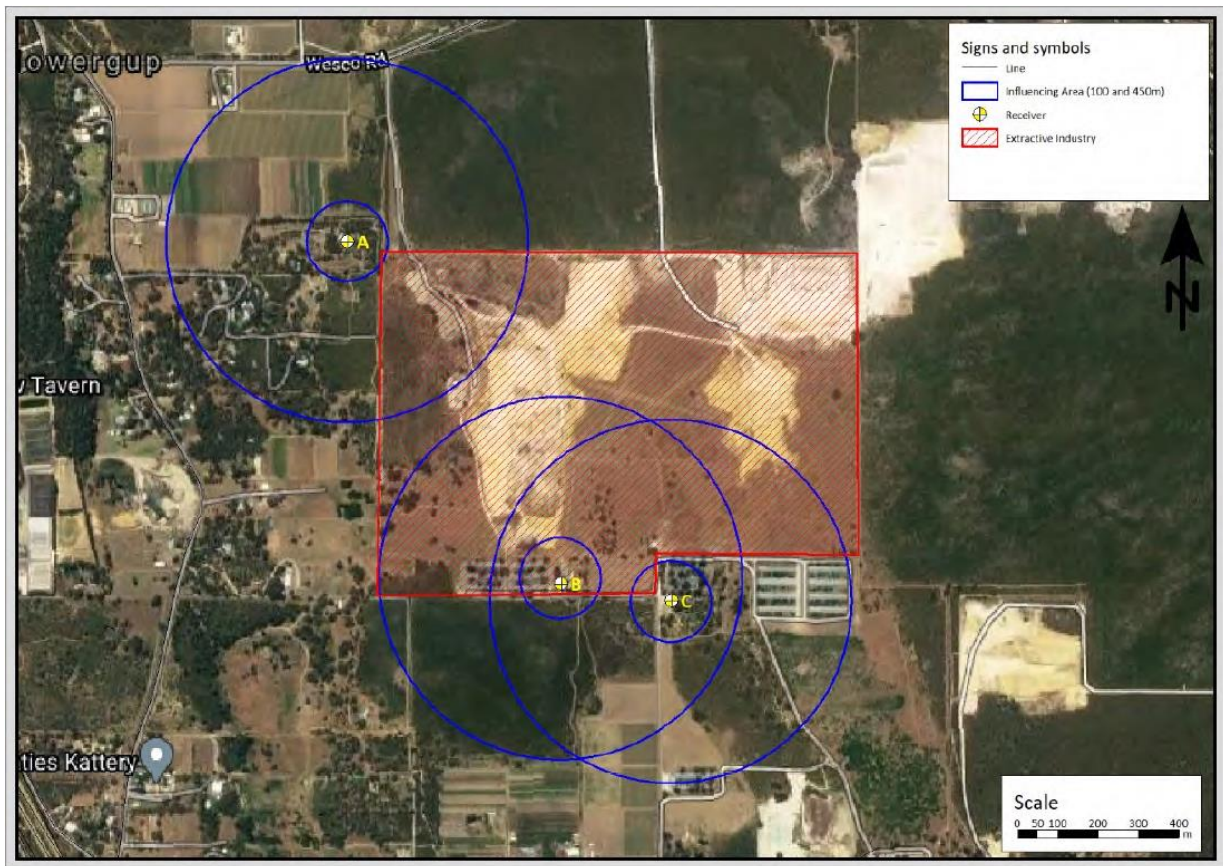 Nowergup
Wesco Rd
Signs and symbols
Line
Influencing Area (100 and 450m)
Receiver
Extractive Industry
N
A
Tavern
B
C
ties Kattery
Scale
0 50 100 200 300 400
m